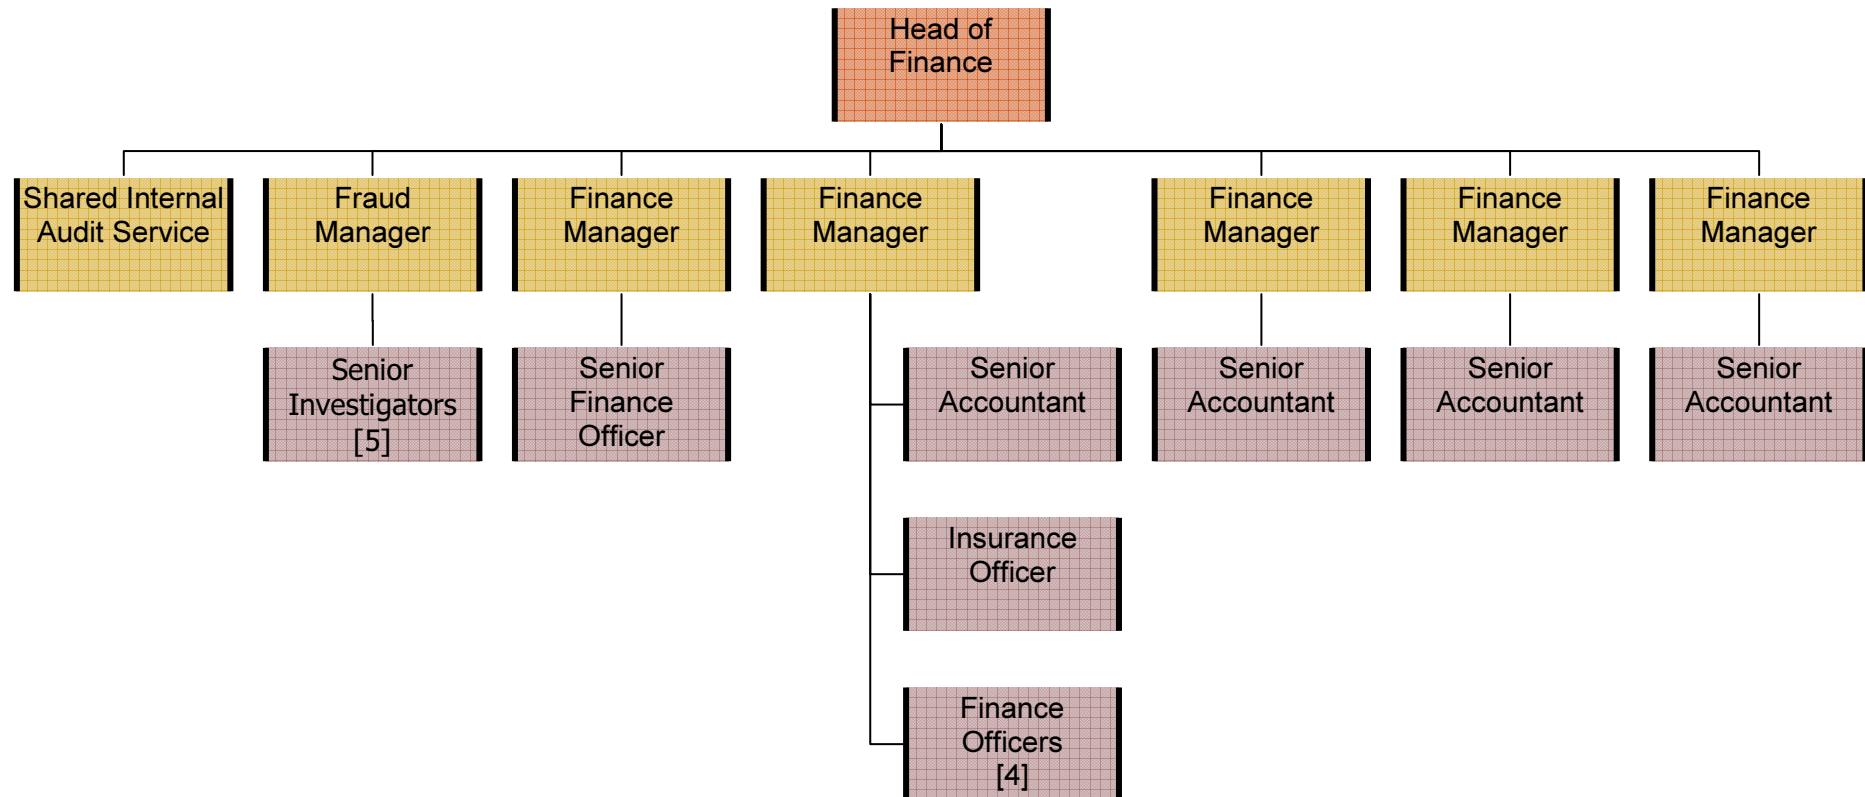 Head of
Finance
Shared Internal
Audit Service
Fraud
Manager
Finance
Manager
Finance
Manager
Finance
Manager
Finance
Manager
Finance
Manager
Senior
Investigators
[5]
Senior
Finance
Officer
Senior
Accountant
Senior
Accountant
Senior
Accountant
Senior
Accountant
Insurance
Officer
Finance
Officers
[4]